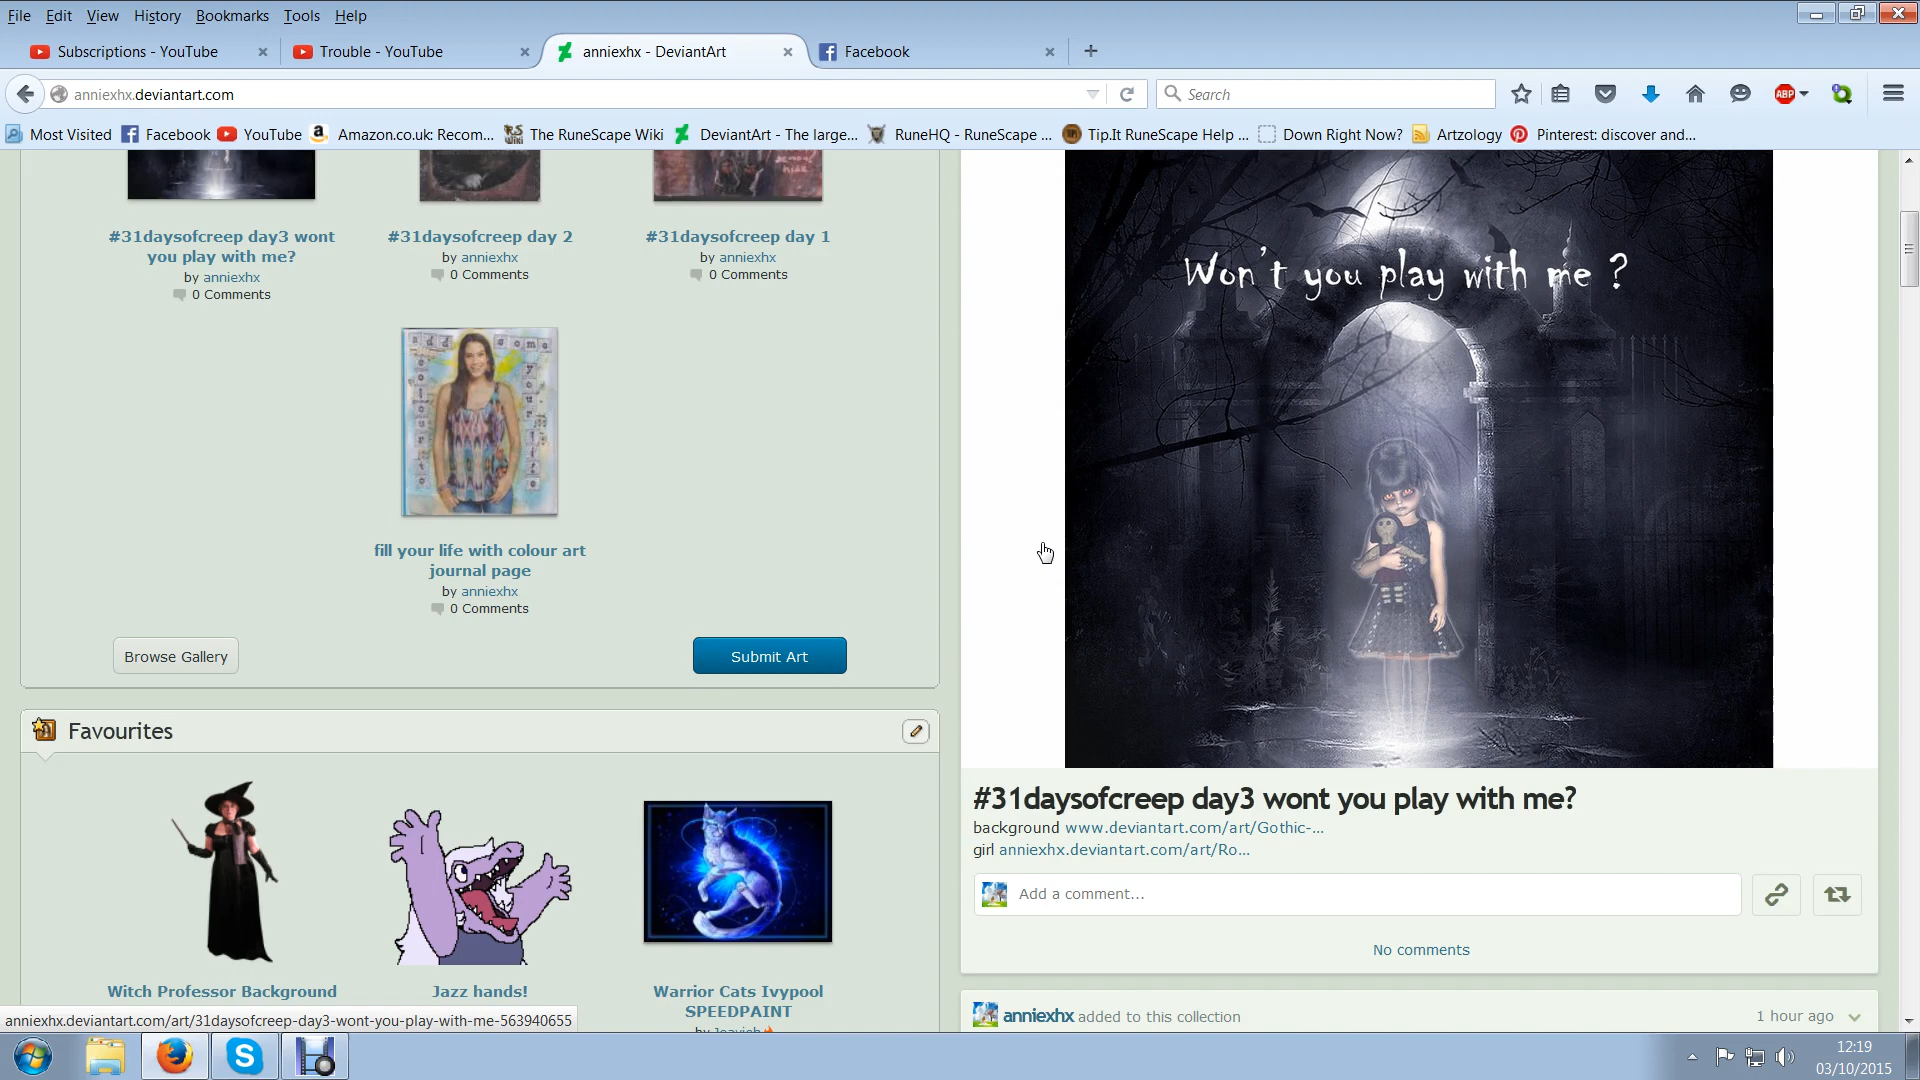 File Edit View History Bookmarks Tools Help
Subscriptions - YouTube
Trouble - YouTube
anniexhx - DeviantArt
Facebook
anniexhx.deviantart.com
Search
ABP
Most Visited
Facebook
YouTube
Amazon.co.uk: Recom...
The RuneScape Wiki
DeviantArt - The large...
RuneHQ - RuneScape ...
Tip.It RuneScape Help ...
Down Right Now?
Artzology
Pinterest: discover and...
#31daysofcreep day3 wont
you play with me?
by anniexhx
0 Comments
#31daysofcreep day 2
by anniexhx
0 Comments
#31daysofcreep day 1
by anniexhx
0 Comments
fill your life with colour art
journal page
by anniexhx
0 Comments
Browse Gallery
Submit Art
Favourites
Witch Professor Background
Jazz hands!
Warrior Cats Ivypool
SPEEDPAINT
anniexhx.deviantart.com/art/31daysofcreep-day3-wont-you-play-with-me-563940655
Won't you play with me ?
#31daysofcreep day3 wont you play with me?
background www.deviantart.com/art/Gothic-...
girl anniexhx.deviantart.com/art/Ro...
Add a comment...
No comments
anniexhx added to this collection
1 hour ago
12:19
03/10/2015